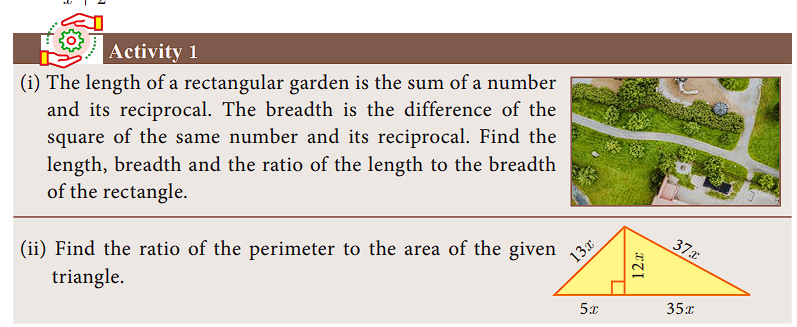 Activity 1
(i) The length of a rectangular garden is the sum of a number
and its reciprocal. The breadth is the difference of the
square of the same number and its reciprocal. Find the
length, breadth and the ratio of the length to the breadth
of the rectangle.
(ii) Find the ratio of the perimeter to the area of the given
triangle.
13x
12x
37x
5x
35x